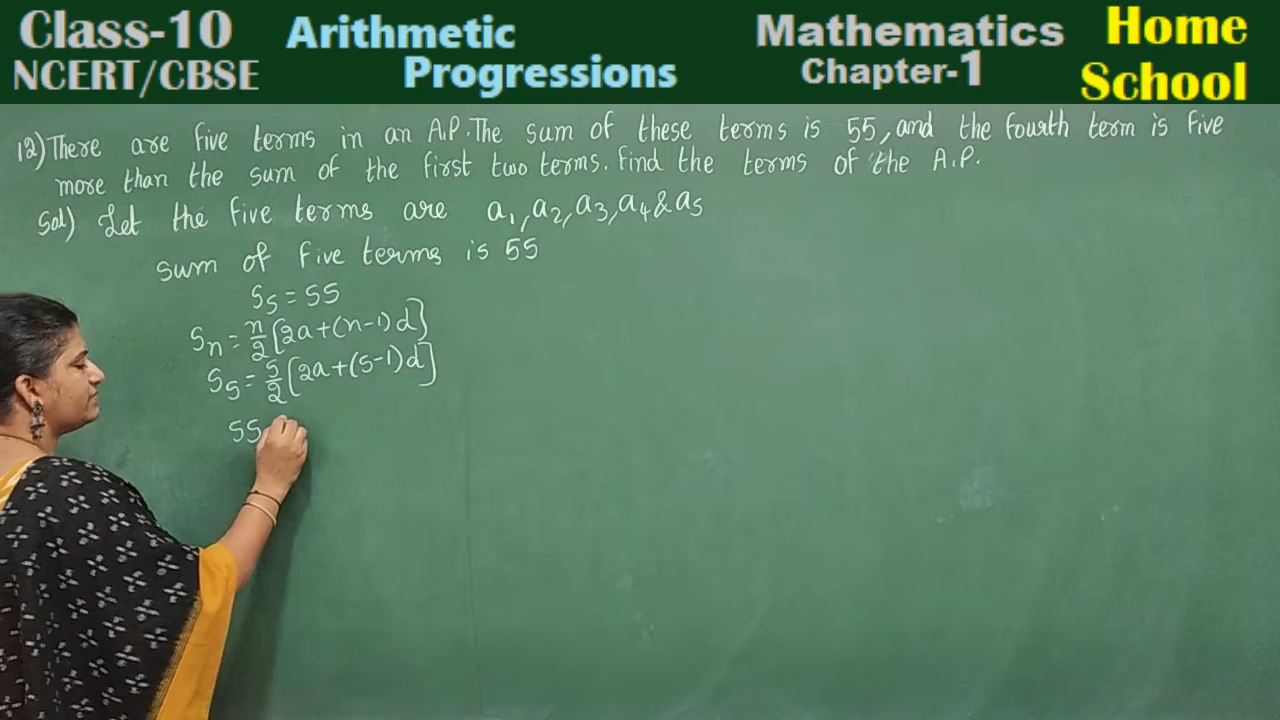 Class-10
NCERT/CBSE
Arithmetic
Progressions
Mathematics
Chapter-1
Home
School
12) There are five terms in an A.P. The sum of these terms is 55, and the fourth term is five
more than the sum of the first two terms. Find the terms of the A.P.
Sol) Let the five terms are a₁, a₂, a₃, a₄ & a₅
sum of five terms is 55
S₅ = 55
Sₙ = n/2 [2a+(n-1)d]
S₅ = 5/2 [2a+(5-1)d]
55